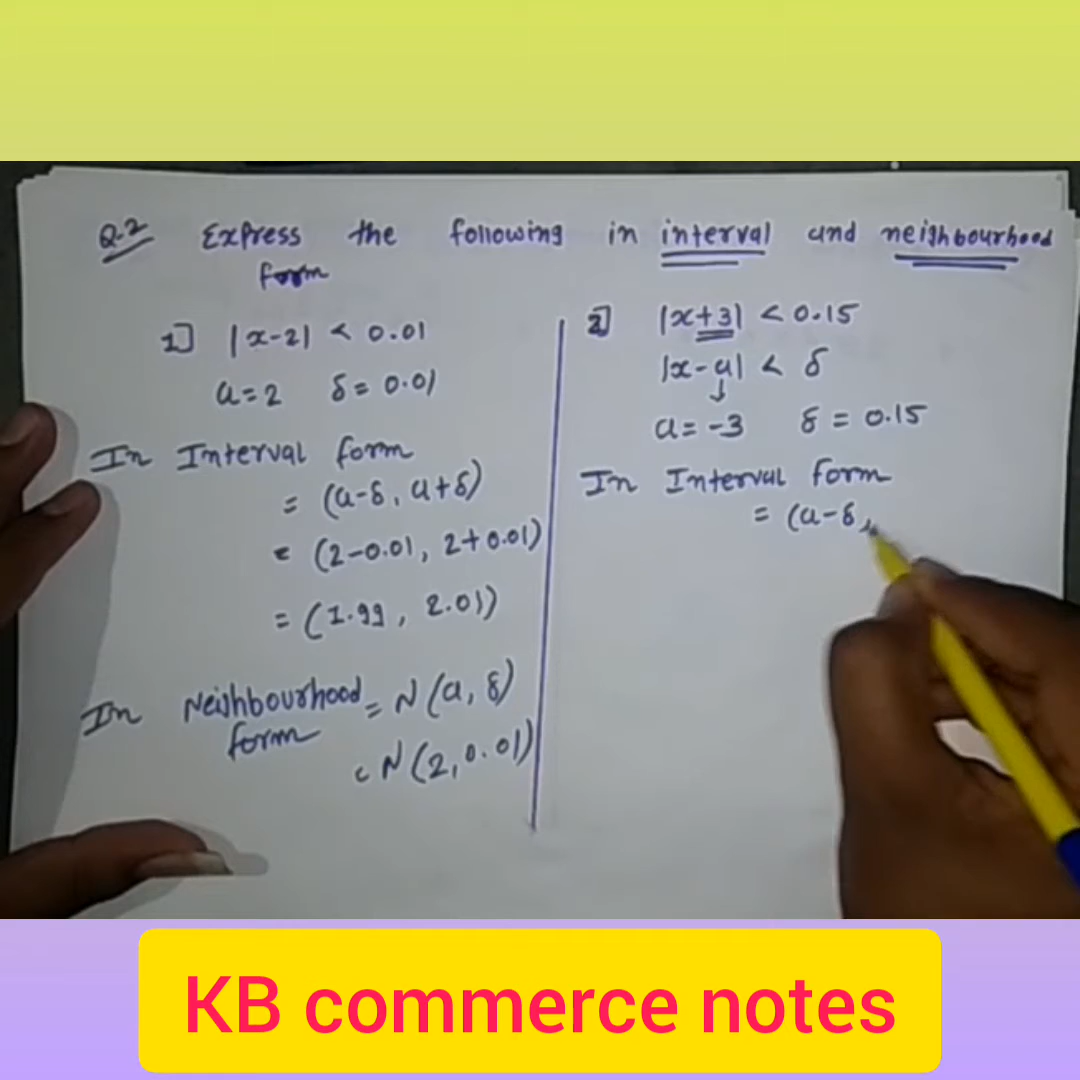 Q.2 Express the following in interval and neighbourhood
form
1] |x-2| < 0.01
a=2 δ= 0.01
In Interval form
= (a-δ, a+δ)
= (2-0.01, 2+0.01)
= (1.99, 2.01)
In Neighbourhood = N(a, δ)
form
= N(2,0.01)
2] |x+3| < 0.15
|x-a| < δ
a= -3 δ = 0.15
In Interval form
= (a-δ,
KB commerce notes